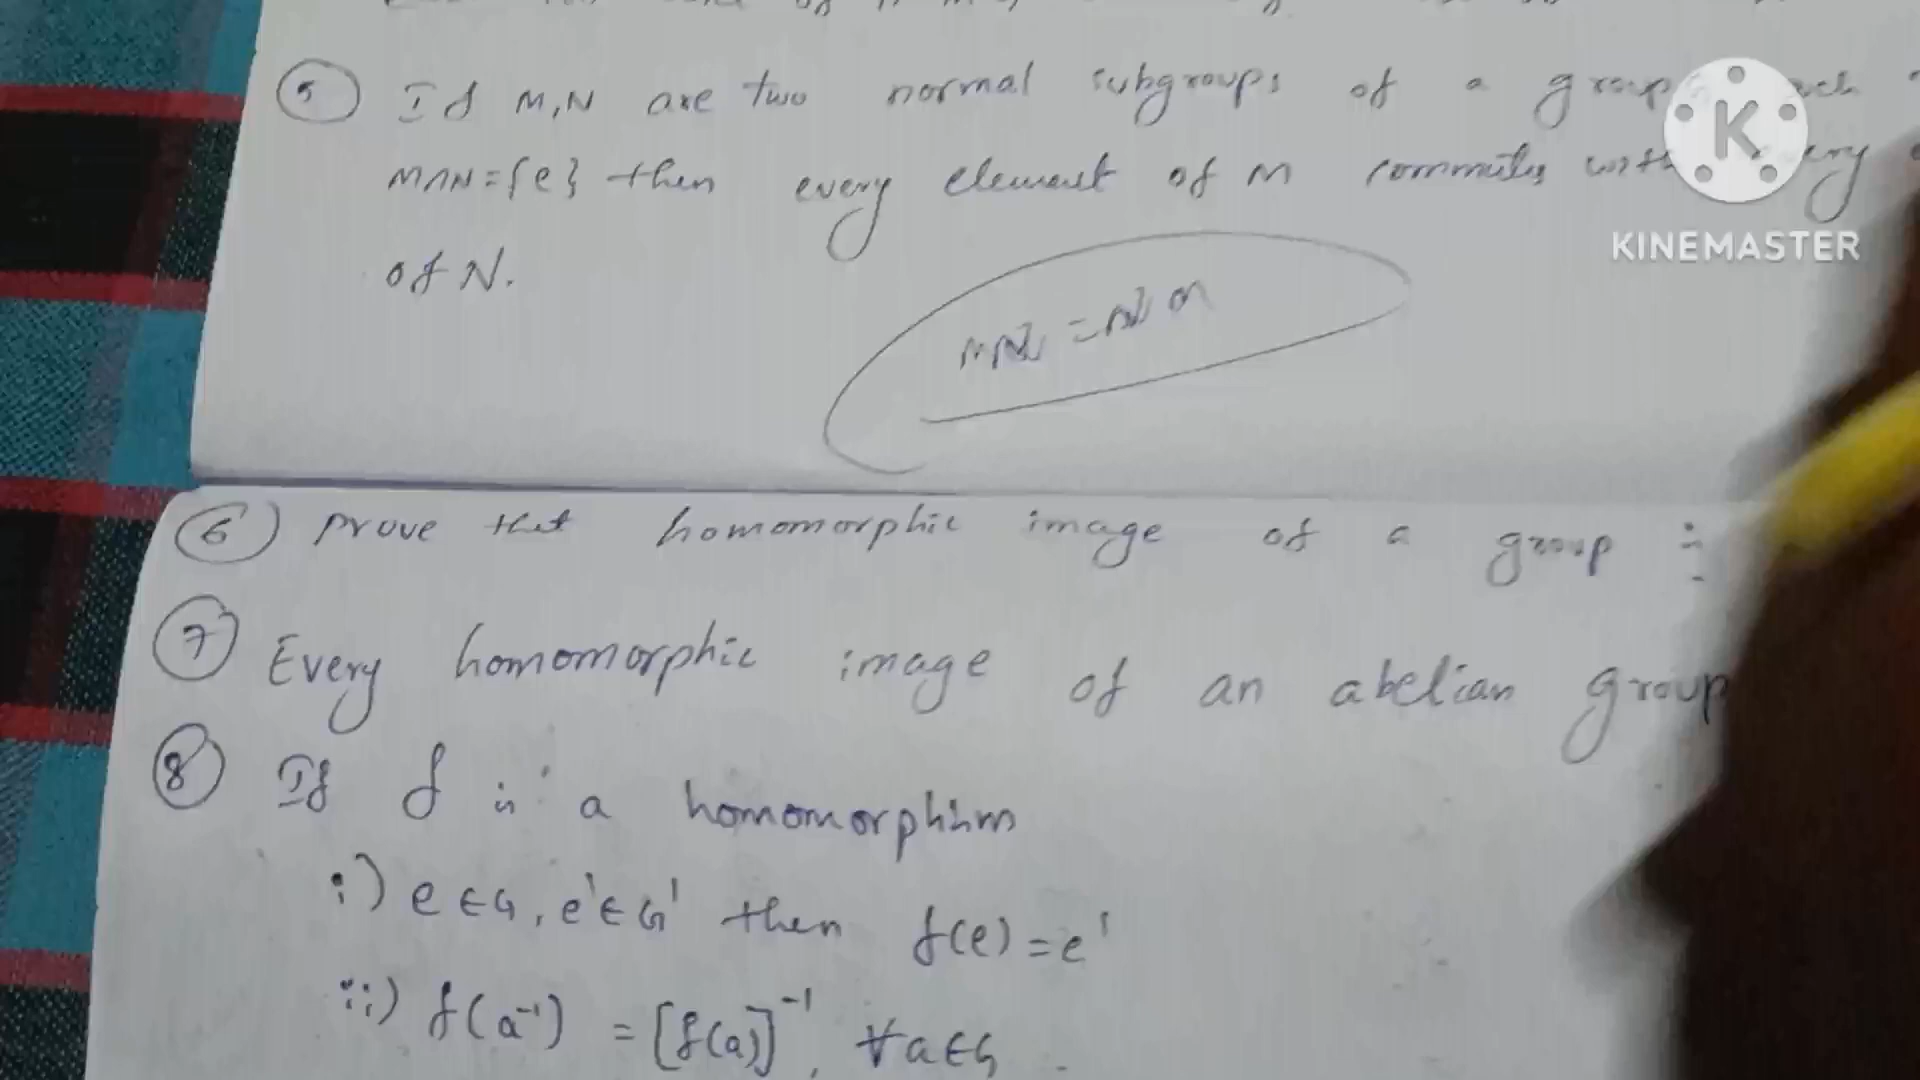 5 If M,N are two normal subgroups of a group
M∩N={e} then every element of M commutes with
of N.
KINEMASTER
6 prove that homomorphic image of a group is
7 Every homomorphic image of an abelian group
8 If f is a homomorphism
i) e∈G, e'∈G' then f(e)=e'
ii) f(a⁻¹) = [f(a)]⁻¹, ∀a∈G.